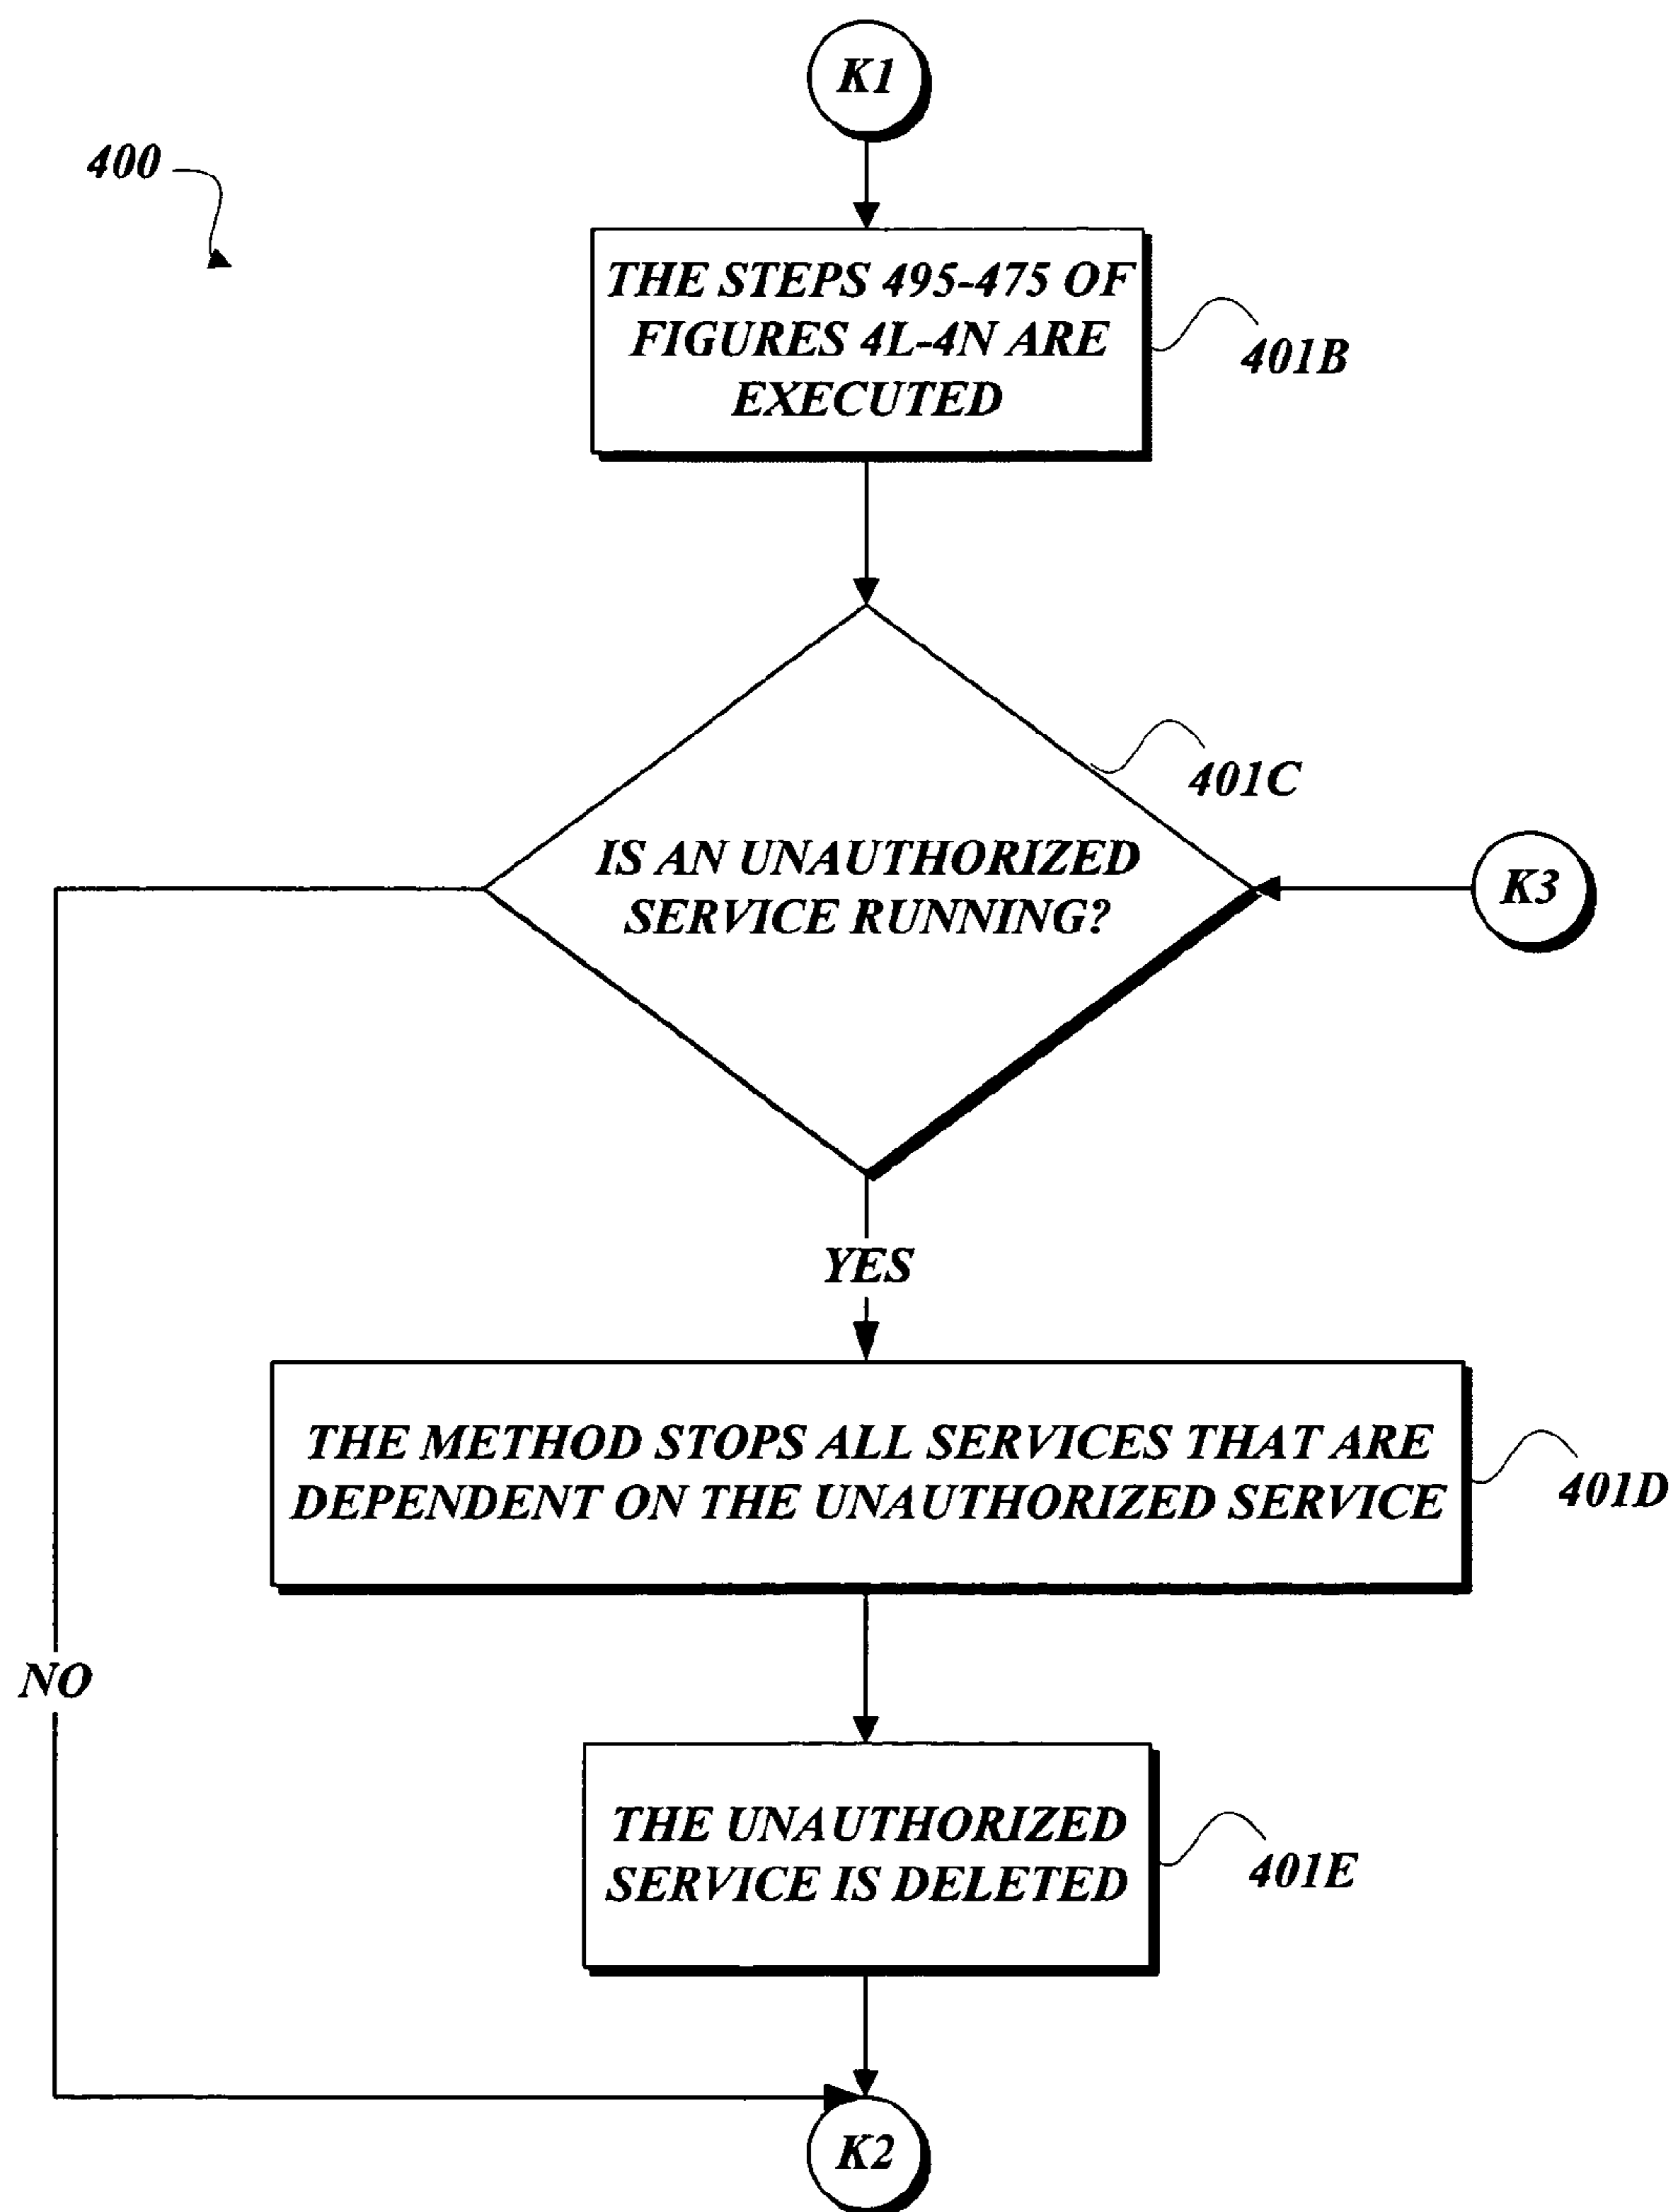 K1
400
THE STEPS 495-475 OF
FIGURES 4L-4N ARE
EXECUTED
401B
401C
IS AN UNAUTHORIZED
SERVICE RUNNING?
K3
YES
THE METHOD STOPS ALL SERVICES THAT ARE
DEPENDENT ON THE UNAUTHORIZED SERVICE
401D
NO
THE UNAUTHORIZED
SERVICE IS DELETED
401E
K2